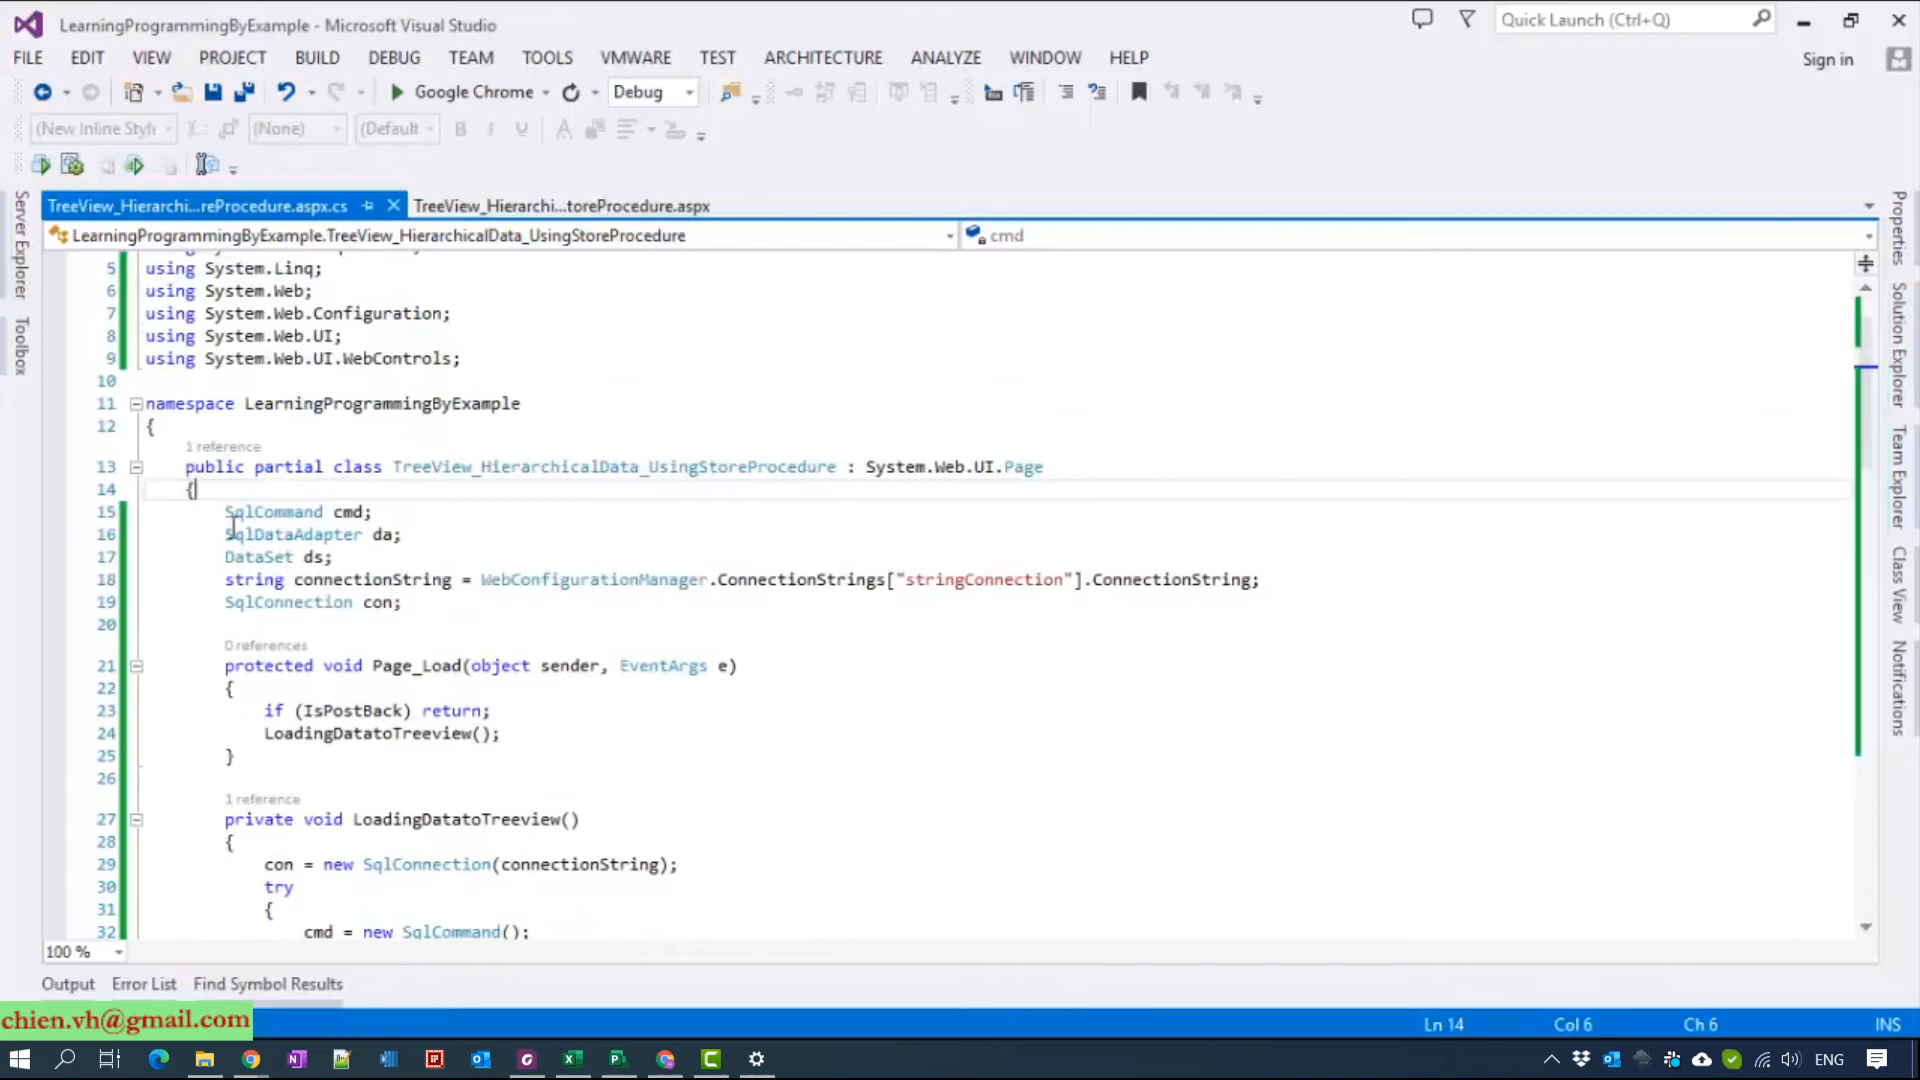 LearningProgrammingByExample - Microsoft Visual Studio
Quick Launch (Ctrl+Q)
FILE EDIT VIEW PROJECT BUILD DEBUG TEAM TOOLS VMWARE TEST ARCHITECTURE ANALYZE WINDOW HELP
Sign in
Google Chrome
Debug
(New Inline Style
(None)
(Default
TreeView_Hierarchi...reProcedure.aspx.cs
TreeView_Hierarchi...toreProcedure.aspx
LearningProgrammingByExample.TreeView_HierarchicalData_UsingStoreProcedure
cmd
Server Explorer
Toolbox
Properties
Solution Explorer
Team Explorer
Class View
Notifications
5 using System.Linq;
6 using System.Web;
7 using System.Web.Configuration;
8 using System.Web.UI;
9 using System.Web.UI.WebControls;
10
11 namespace LearningProgrammingByExample
12 {
1 reference
13 public partial class TreeView_HierarchicalData_UsingStoreProcedure : System.Web.UI.Page
14 {
15 SqlCommand cmd;
16 SqlDataAdapter da;
17 DataSet ds;
18 string connectionString = WebConfigurationManager.ConnectionStrings["stringConnection"].ConnectionString;
19 SqlConnection con;
20
0 references
21 protected void Page_Load(object sender, EventArgs e)
22 {
23 if (IsPostBack) return;
24 LoadingDatatoTreeview();
25 }
26
1 reference
27 private void LoadingDatatoTreeview()
28 {
29 con = new SqlConnection(connectionString);
30 try
31 {
32 cmd = new SqlCommand();
100 %
Output Error List Find Symbol Results
chien.vh@gmail.com
Ln 14 Col 6 Ch 6 INS
ENG